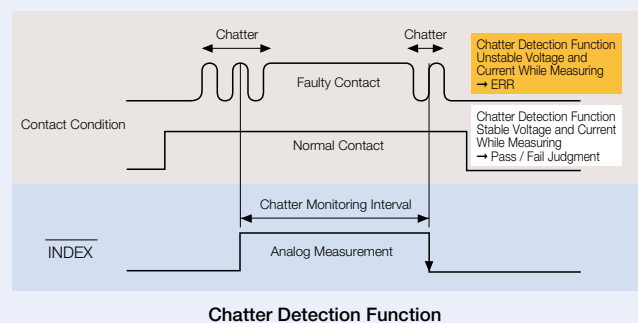 Chatter
Chatter
Chatter Detection Function
Unstable Voltage and
Current While Measuring
→ ERR
Faulty Contact
Contact Condition
Chatter Detection Function
Stable Voltage and Current
While Measuring
→ Pass / Fail Judgment
Normal Contact
Chatter Monitoring Interval
INDEX
Analog Measurement
Chatter Detection Function